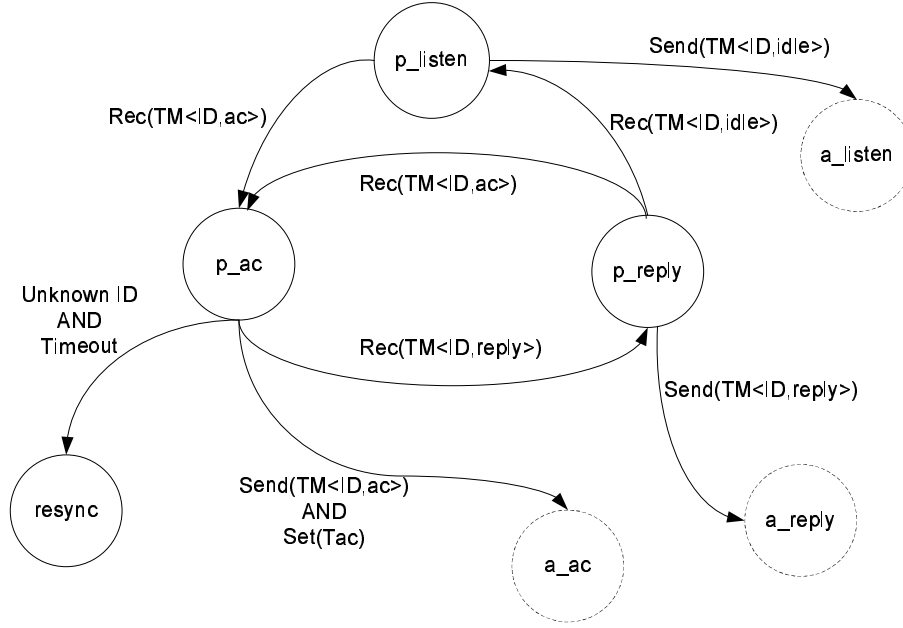 p_listen
Send(TM<ID,idle>)
Rec(TM<ID,ac>)
Rec(TM<ID,idle>)
a_listen
Rec(TM<ID,ac>)
p_ac
p_reply
Unknown ID
AND
Timeout
Rec(TM<ID,reply>)
Send(TM<ID,reply>)
resync
Send(TM<ID,ac>)
AND
Set(Tac)
a_reply
a_ac